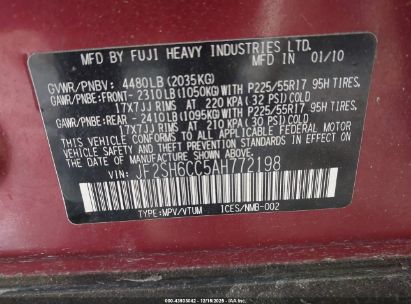 MFD. BY FUJI HEAVY INDUSTRIES LTD. MFD IN 01/10
GVWR/PNBV: 4480LB (2035KG)
GAWR/PNBE: FRONT- 2310LB (1050KG) WITH P225/55R17 95H TIRES.
17X7JJ RIMS AT 220 KPA (32 PSI) COLD
GAWR/PNBE: REAR - 2410LB (1095KG) WITH P225/55R17 95H TIRES.
17X7JJ RIMS AT 210 KPA (30 PSI) COLD
THIS VEHICLE CONFORMS TO ALL APPLICABLE FEDERAL MOTOR
VEHICLE SAFETY AND THEFT PREVENTION STANDARDS IN
EFFECT ON THE DATE OF MANUFACTURE SHOWN ABOVE.
VIN: JF2SH6CC5AH772198
TYPE: MPV/VTUM ICES/NMB-002